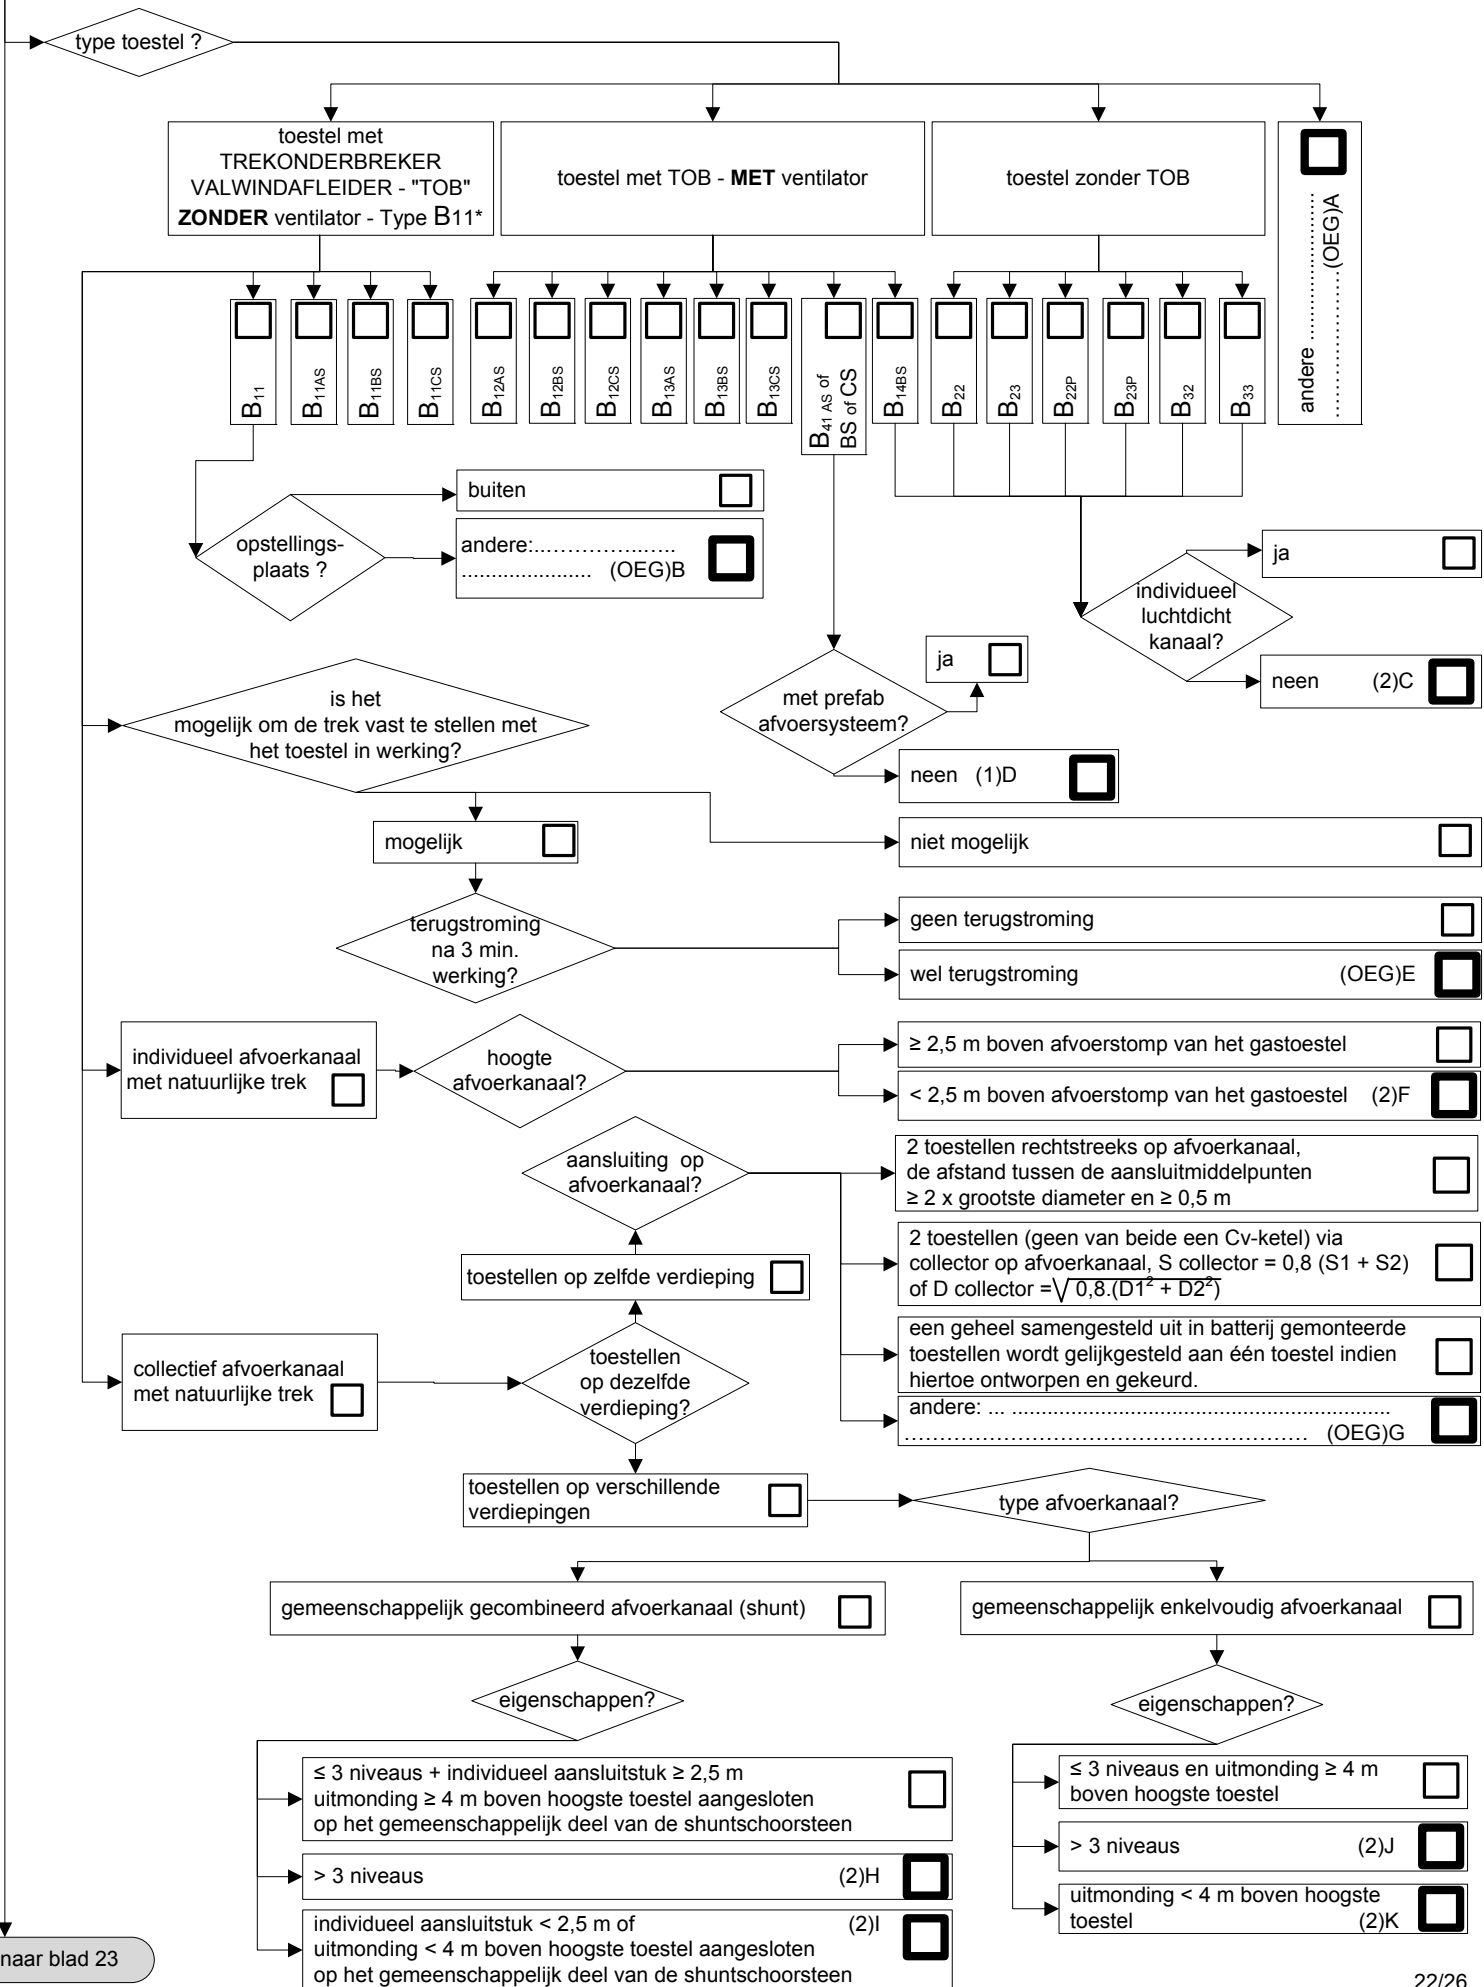 type toestel ?
toestel met
TREKONDERBREKER
VALWINDAFLEIDER - "TOB"
ZONDER ventilator - Type B11*
toestel met TOB - MET ventilator
toestel zonder TOB
andere ........................
........................(OEG)A
B11
B11AS
B11BS
B11CS
B12AS
B12BS
B12CS
B13AS
B13BS
B13CS
B41 AS of
BS of CS
B14BS
B22
B23
B22P
B23P
B32
B33
opstellings-
plaats ?
buiten
andere:........................
...................... (OEG)B
individueel
luchtdicht
kanaal?
ja
neen (2)C
met prefab
afvoersysteem?
ja
neen (1)D
is het
mogelijk om de trek vast te stellen met
het toestel in werking?
mogelijk
niet mogelijk
terugstroming
na 3 min.
werking?
geen terugstroming
wel terugstroming (OEG)E
individueel afvoerkanaal
met natuurlijke trek
hoogte
afvoerkanaal?
≥ 2,5 m boven afvoerstomp van het gastoestel
< 2,5 m boven afvoerstomp van het gastoestel (2)F
aansluiting op
afvoerkanaal?
2 toestellen rechtstreeks op afvoerkanaal,
de afstand tussen de aansluitmiddelpunten
≥ 2 x grootste diameter en ≥ 0,5 m
2 toestellen (geen van beide een Cv-ketel) via
collector op afvoerkanaal, S collector = 0,8 (S1 + S2)
of D collector =√ 0,8.(D1² + D2²)
een geheel samengesteld uit in batterij gemonteerde
toestellen wordt gelijkgesteld aan één toestel indien
hiertoe ontworpen en gekeurd.
andere: ... ................................................................
............................................................ (OEG)G
toestellen op zelfde verdieping
collectief afvoerkanaal
met natuurlijke trek
toestellen
op dezelfde
verdieping?
toestellen op verschillende
verdiepingen
type afvoerkanaal?
gemeenschappelijk gecombineerd afvoerkanaal (shunt)
gemeenschappelijk enkelvoudig afvoerkanaal
eigenschappen?
eigenschappen?
≤ 3 niveaus + individueel aansluitstuk ≥ 2,5 m
uitmonding ≥ 4 m boven hoogste toestel aangesloten
op het gemeenschappelijk deel van de shuntschoorsteen
> 3 niveaus (2)H
individueel aansluitstuk < 2,5 m of (2)I
uitmonding < 4 m boven hoogste toestel aangesloten
op het gemeenschappelijk deel van de shuntschoorsteen
≤ 3 niveaus en uitmonding ≥ 4 m
boven hoogste toestel
> 3 niveaus (2)J
uitmonding < 4 m boven hoogste
toestel (2)K
naar blad 23
22/26